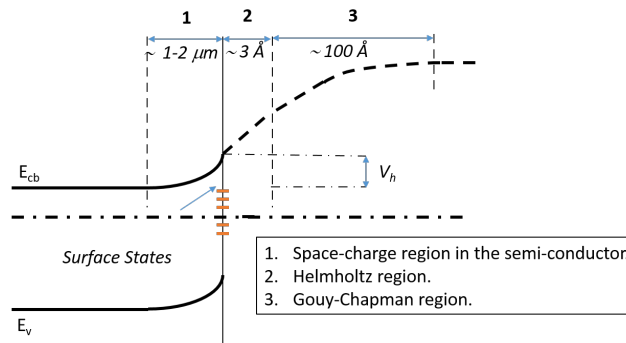 1 2 3
~ 1-2 μm ~3 Å ~100 Å
E_cb
V_h
Surface States
1. Space-charge region in the semi-conductor.
2. Helmholtz region.
3. Gouy-Chapman region.
E_v